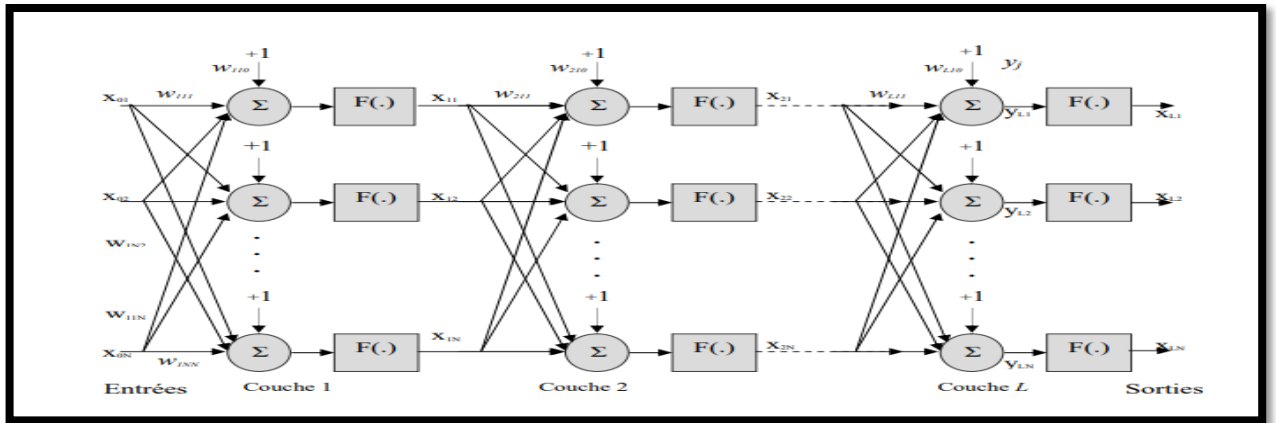 +1 +1 +1
w110 w210 wL10 yj
x01 w111 Σ F(.) x11 w211 Σ F(.) x21 wL11 Σ yL1 F(.) xL1
+1 +1 +1
x02 Σ F(.) x12 Σ F(.) x22 Σ yL2 F(.) xL2
w1N2
+1 +1 +1
w11N
x0N w1NN Σ F(.) x1N Σ F(.) x2N Σ yLN F(.) xLN
Entrées Couche 1 Couche 2 Couche L Sorties